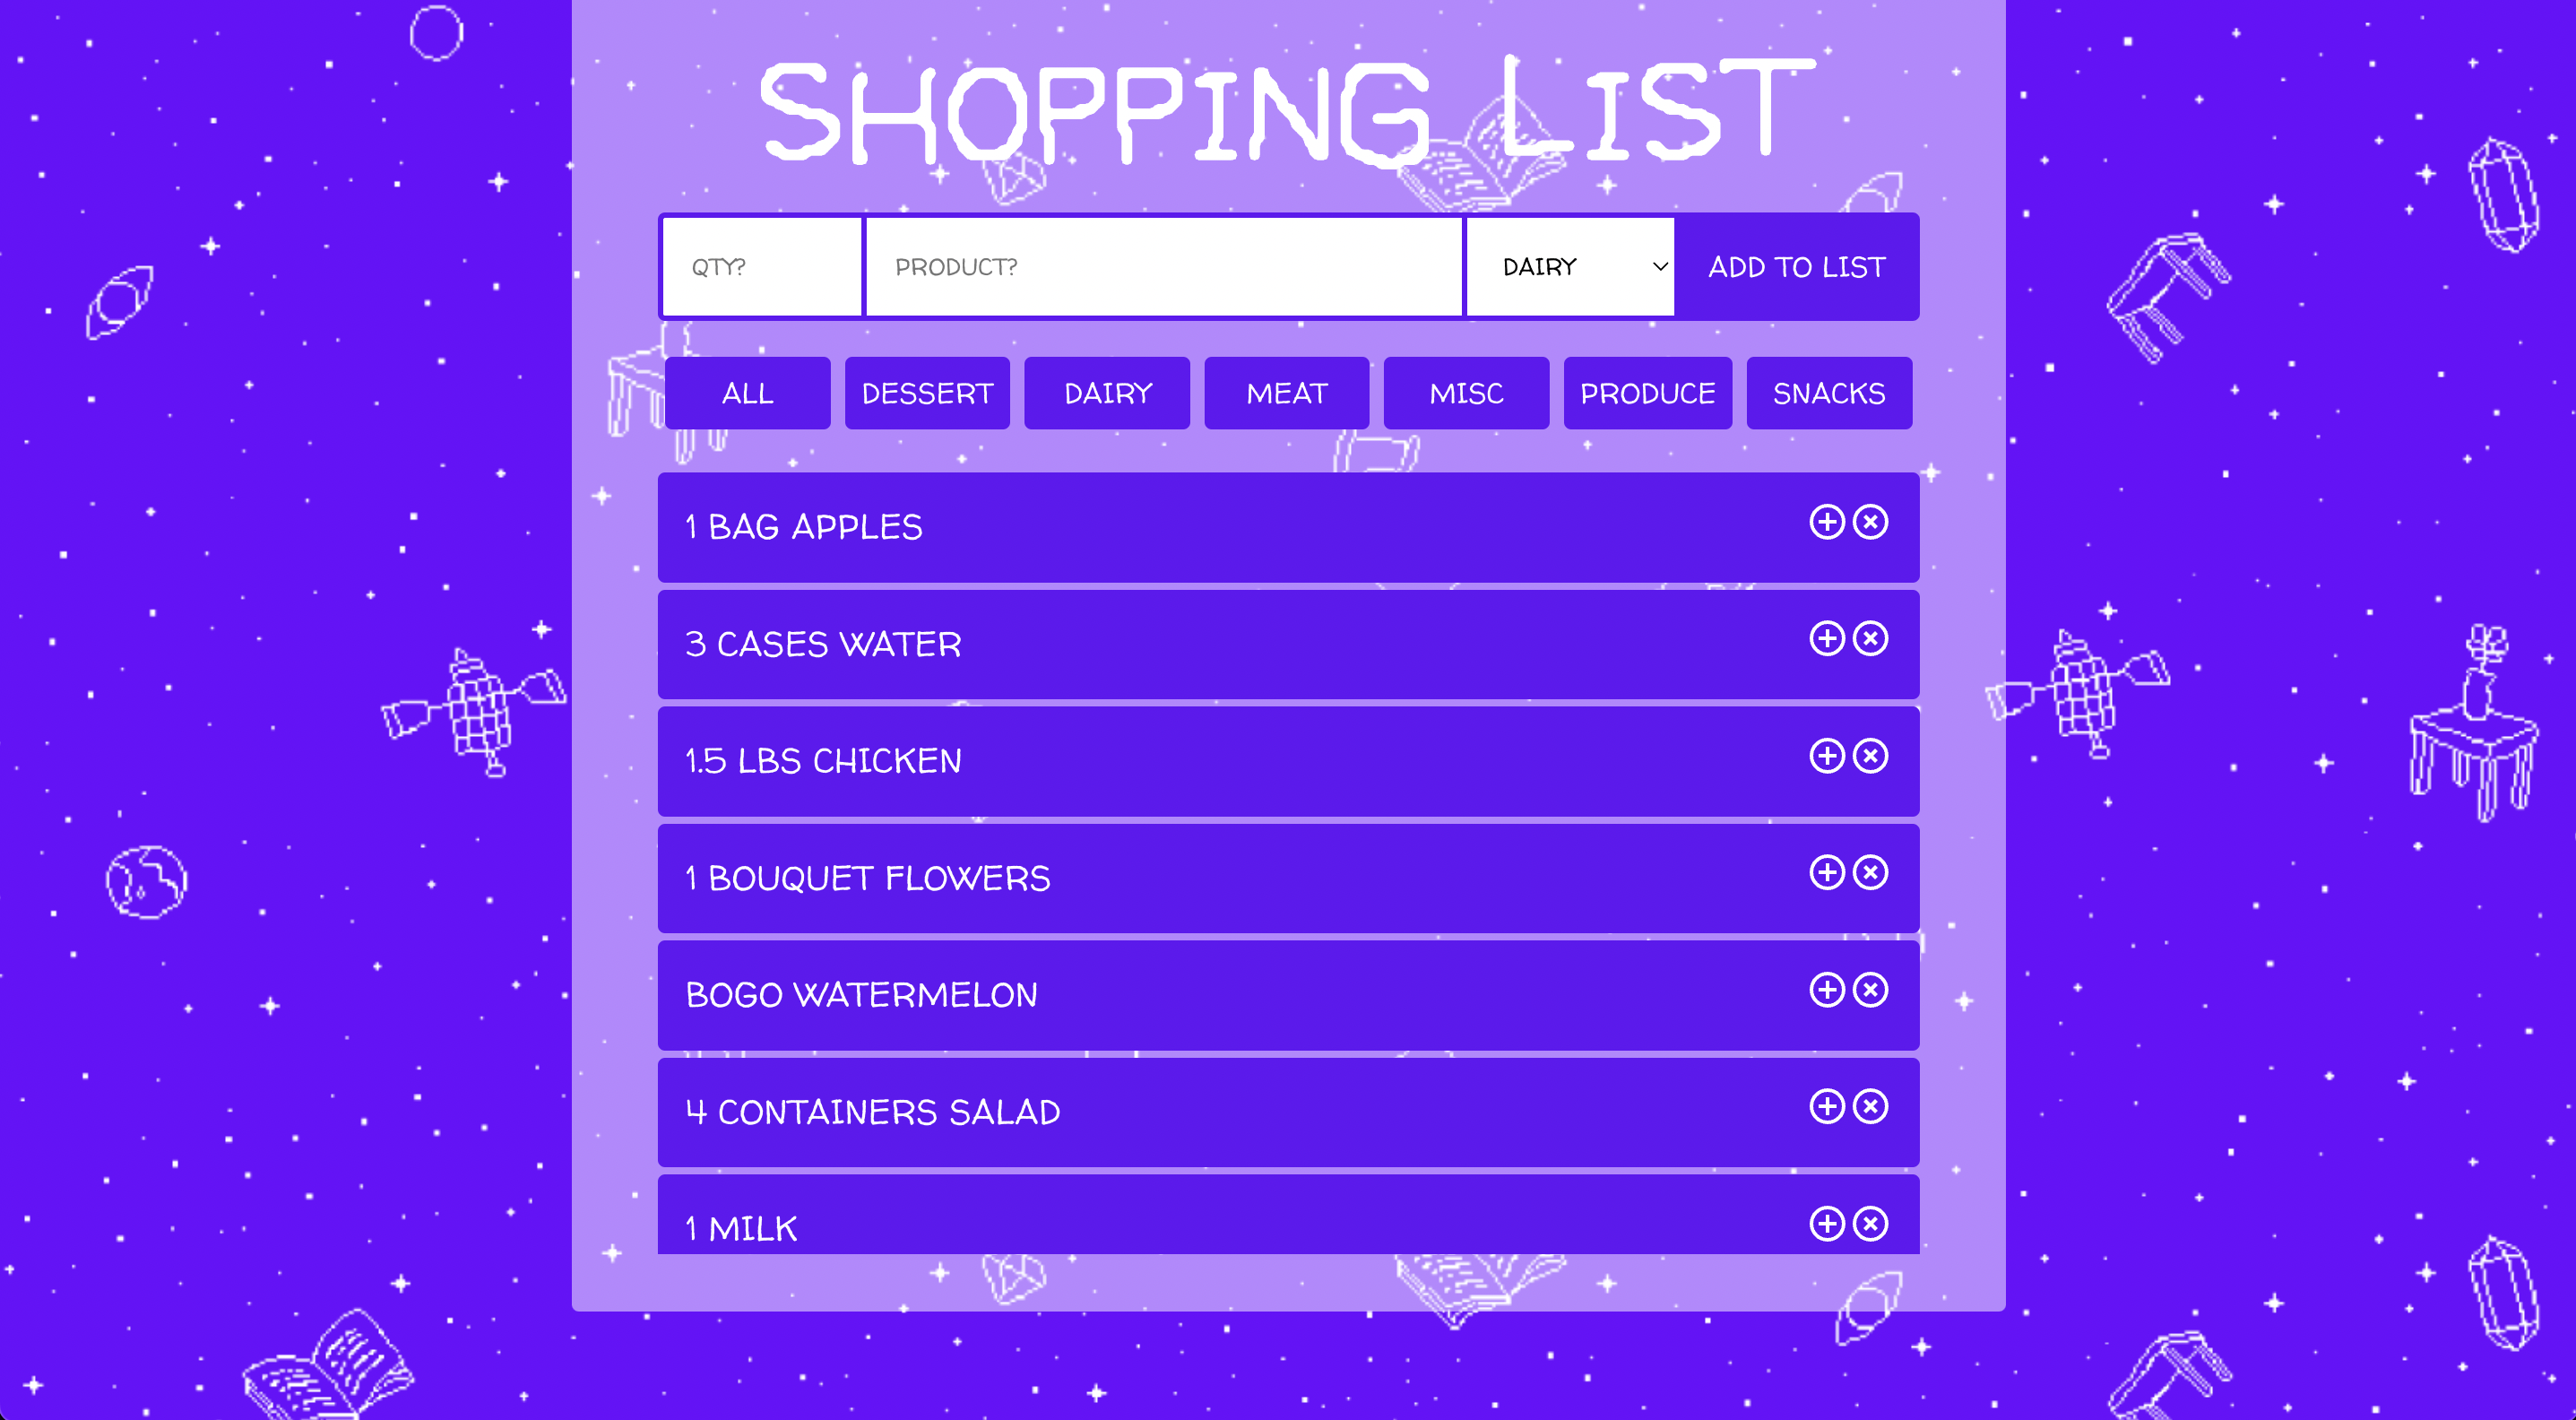 SHOPPING LIST
QTY? PRODUCT? DAIRY ADD TO LIST
ALL DESSERT DAIRY MEAT MISC PRODUCE SNACKS
1 BAG APPLES
3 CASES WATER
1.5 LBS CHICKEN
1 BOUQUET FLOWERS
BOGO WATERMELON
4 CONTAINERS SALAD
1 MILK